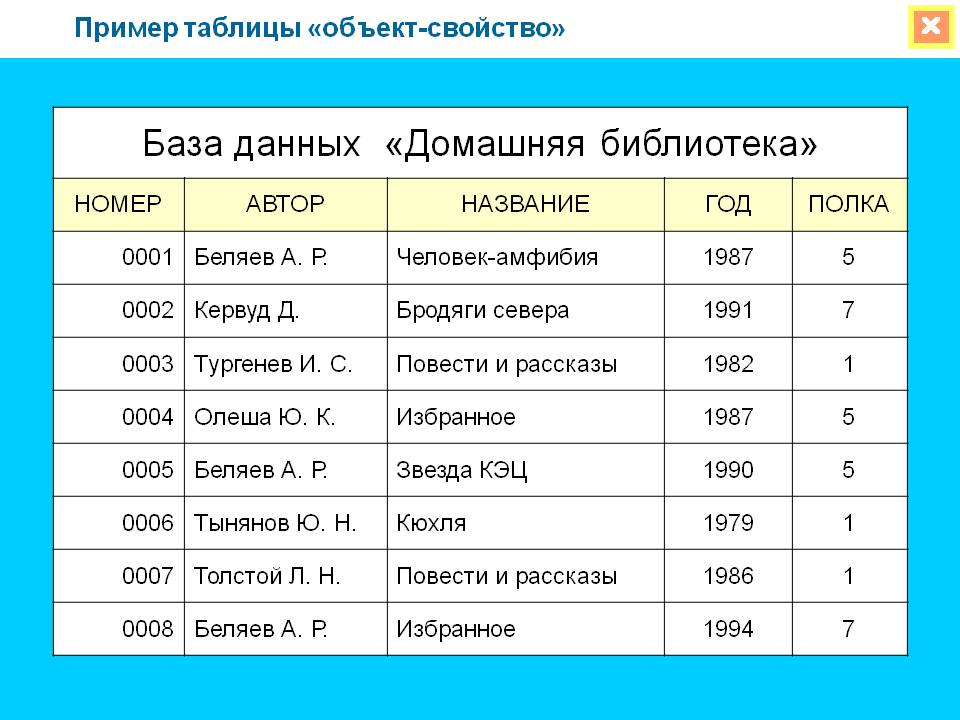 Пример таблицы «объект-свойство»
База данных «Домашняя библиотека»
НОМЕР АВТОР НАЗВАНИЕ ГОД ПОЛКА
0001 Беляев А. Р. Человек-амфибия 1987 5
0002 Кервуд Д. Бродяги севера 1991 7
0003 Тургенев И. С. Повести и рассказы 1982 1
0004 Олеша Ю. К. Избранное 1987 5
0005 Беляев А. Р. Звезда КЭЦ 1990 5
0006 Тынянов Ю. Н. Кюхля 1979 1
0007 Толстой Л. Н. Повести и рассказы 1986 1
0008 Беляев А. Р. Избранное 1994 7